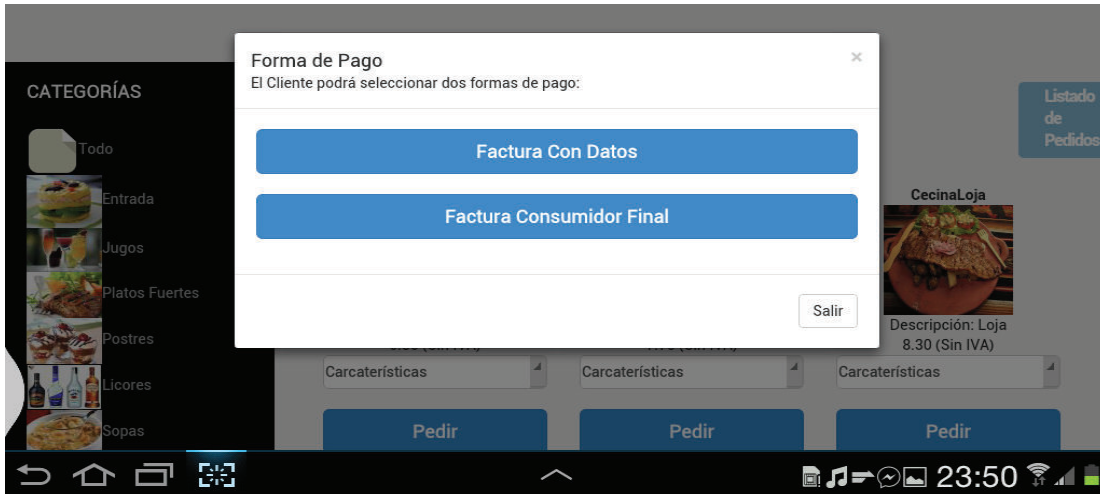 Forma de Pago
El Cliente podrá seleccionar dos formas de pago:
×
Factura Con Datos
Factura Consumidor Final
Salir
CATEGORÍAS
Todo
Entrada
Jugos
Platos Fuertes
Postres
Licores
Sopas
Listado
de
Pedidos
CecinaLoja
Descripción: Loja
8.30 (Sin IVA)
Carcaterísticas
Carcaterísticas
Carcaterísticas
Pedir
Pedir
Pedir
23:50